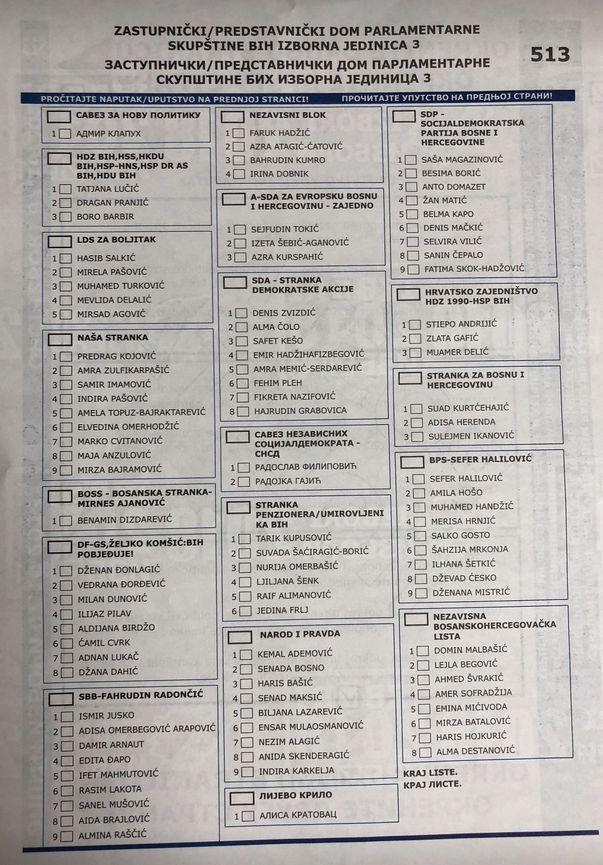 ZASTUPNIČKI/PREDSTAVNIČKI DOM PARLAMENTARNE
SKUPŠTINE BIH IZBORNA JEDINICA 3
ЗАСТУПНИЧКИ/ПРЕДСТАВНИЧКИ ДОМ ПАРЛАМЕНТАРНЕ
СКУПШТИНЕ БИХ ИЗБОРНА ЈЕДИНИЦА 3
513
PROČITAJTE NAPUTAK/UPUTSTVO NA PREDNJOJ STRANICI!
ПРОЧИТАЈТЕ УПУТСТВО НА ПРЕДЊОЈ СТРАНИ!
САВЕЗ ЗА НОВУ ПОЛИТИКУ
1 АДМИР КЛАПУХ
HDZ BIH,HSS,HKDU
BIH,HSP-HNS,HSP DR AS
BIH,HDU BIH
1 TATJANA LUČIĆ
2 DRAGAN PRANJIĆ
3 BORO BARBIR
LDS ZA BOLJITAK
1 HASIB SALKIĆ
2 MIRELA PAŠOVIĆ
3 MUHAMED TURKOVIĆ
4 MEVLIDA DELALIĆ
5 MIRSAD AGOVIĆ
NAŠA STRANKA
1 PREDRAG KOJOVIĆ
2 AMRA ZULFIKARPAŠIĆ
3 SAMIR IMAMOVIĆ
4 INDIRA PAŠOVIĆ
5 AMELA TOPUZ-BAJRAKTAREVIĆ
6 ELVEDINA OMERHODŽIĆ
7 MARKO CVITANOVIĆ
8 MAJA ANZULOVIĆ
9 MIRZA BAJRAMOVIĆ
BOSS - BOSANSKA STRANKA-
MIRNES AJANOVIĆ
1 BENAMIN DIZDAREVIĆ
DF-GS,ŽELJKO KOMŠIĆ:BIH
POBJEĐUJE!
1 DŽENAN ĐONLAGIĆ
2 VEDRANA ĐORĐEVIĆ
3 MILAN DUNOVIĆ
4 ILIJAZ PILAV
5 ALDIJANA BIRDŽO
6 ĆAMIL CVRK
7 ADNAN LUKAČ
8 DŽANA DAHIĆ
SBB-FAHRUDIN RADONČIĆ
1 ISMIR JUSKO
2 ADISA OMERBEGOVIĆ ARAPOVIĆ
3 DAMIR ARNAUT
4 EDITA ĐAPO
5 IFET MAHMUTOVIĆ
6 RASIM LAKOTA
7 SANEL MUŠOVIĆ
8 AIDA BRAJLOVIĆ
9 ALMINA RAŠČIĆ
NEZAVISNI BLOK
1 FARUK HADŽIĆ
2 AZRA ATAGIĆ-ĆATOVIĆ
3 BAHRUDIN KUMRO
4 IRINA DOBNIK
A-SDA ZA EVROPSKU BOSNU
I HERCEGOVINU - ZAJEDNO
1 SEJFUDIN TOKIĆ
2 IZETA ŠEBIĆ-AGANOVIĆ
3 AZRA KURSPAHIĆ
SDA - STRANKA
DEMOKRATSKE AKCIJE
1 DENIS ZVIZDIĆ
2 ALMA ČOLO
3 SAFET KEŠO
4 EMIR HADŽIHAFIZBEGOVIĆ
5 AMRA MEMIĆ-SERDAREVIĆ
6 FEHIM PLEH
7 FIKRETA NAZIFOVIĆ
8 HAJRUDIN GRABOVICA
САВЕЗ НЕЗАВИСНИХ
СОЦИЈАЛДЕМОКРАТА -
СНСД
1 РАДОСЛАВ ФИЛИПОВИЋ
2 РАДОЈКА ГАЈИЋ
STRANKA
PENZIONERA/UMIROVLJENI
KA BIH
1 TARIK KUPUSOVIĆ
2 SUVADA ŠAĆIRAGIĆ-BORIĆ
3 NURIJA OMERBAŠIĆ
4 LJILJANA ŠENK
5 RAIF ALIMANOVIĆ
6 JEDINA FRLJ
NAROD I PRAVDA
1 KEMAL ADEMOVIĆ
2 SENADA BOSNO
3 HARIS BAŠIĆ
4 SENAD MAKSIĆ
5 BILJANA LAZAREVIĆ
6 ENSAR MULAOSMANOVIĆ
7 NEZIM ALAGIĆ
8 ANIDA SKENDERAGIĆ
9 INDIRA KARKELJA
ЛИЈЕВО КРИЛО
1 АЛИСА КРАТОВАЦ
SDP -
SOCIJALDEMOKRATSKA
PARTIJA BOSNE I
HERCEGOVINE
1 SAŠA MAGAZINOVIĆ
2 BESIMA BORIĆ
3 ANTO DOMAZET
4 ŽAN MATIĆ
5 BELMA KAPO
6 DENIS MAČKIĆ
7 SELVIRA VILIĆ
8 SANIN ČEPALO
9 FATIMA SKOK-HADŽOVIĆ
HRVATSKO ZAJEDNIŠTVO
HDZ 1990-HSP BIH
1 STIEPO ANDRIJIĆ
2 ZLATA GAFIĆ
3 MUAMER DELIĆ
STRANKA ZA BOSNU I
HERCEGOVINU
1 SUAD KURTĆEHAJIĆ
2 ADISA HERENDA
3 SULEJMEN IKANOVIĆ
BPS-SEFER HALILOVIĆ
1 SEFER HALILOVIĆ
2 AMILA HOŠO
3 MUHAMED HANDŽIĆ
4 MERISA HRNJIĆ
5 SALKO GOSTO
6 ŠAHZIJA MRKONJA
7 ILHANA ŠETKIĆ
8 DŽEVAD ĆESKO
9 DŽENANA MISTRIĆ
NEZAVISNA
BOSANSKOHERCEGOVAČKA
LISTA
1 DOMIN MALBAŠIĆ
2 LEJLA BEGOVIĆ
3 AHMED ŠVRAKIĆ
4 AMER SOFRADŽIJA
5 EMINA MIĆIVODA
6 MIRZA BATALOVIĆ
7 HARIS HOJKURIĆ
8 ALMA DESTANOVIĆ
KRAJ LISTE.
КРАЈ ЛИСТЕ.